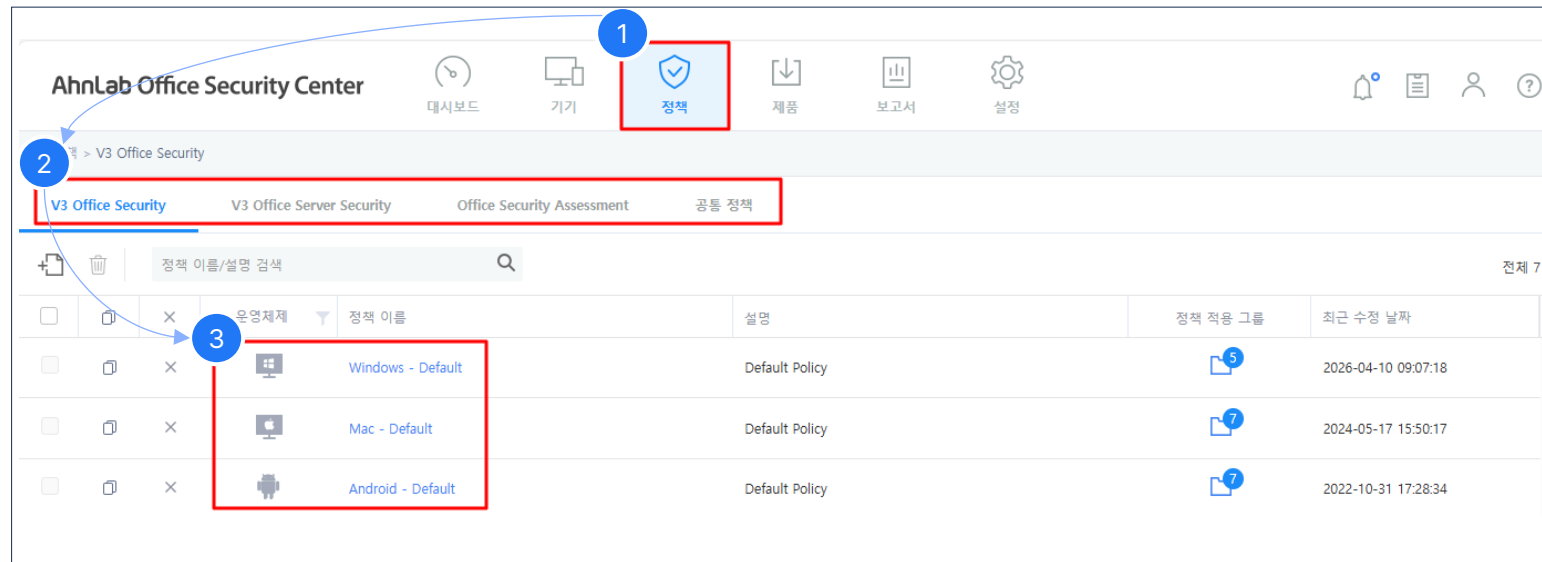 1
AhnLab Office Security Center
대시보드 기기 정책 제품 보고서 설정
2 > V3 Office Security
V3 Office Security V3 Office Server Security Office Security Assessment 공통 정책
정책 이름/설명 검색
전체 7
3
운영체제 정책 이름 설명 정책 적용 그룹 최근 수정 날짜
Windows - Default Default Policy 5 2026-04-10 09:07:18
Mac - Default Default Policy 7 2024-05-17 15:50:17
Android - Default Default Policy 7 2022-10-31 17:28:34